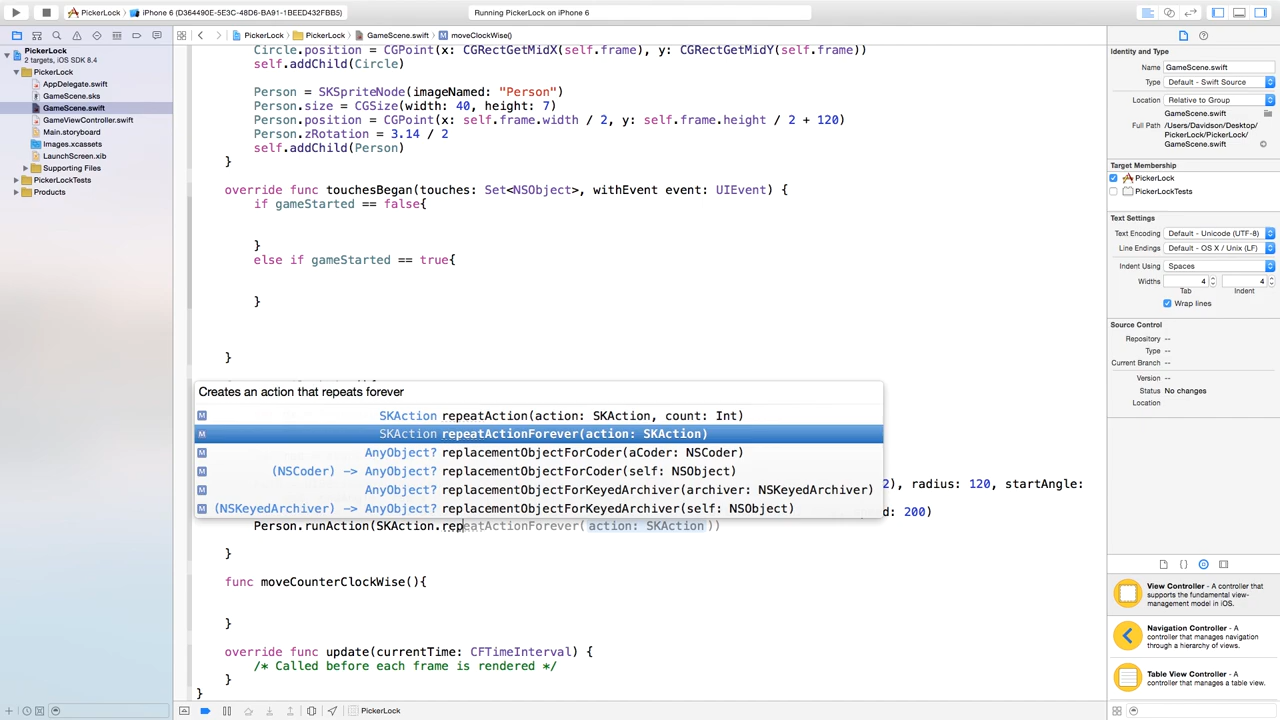 PickerLock
iPhone 6 (D364490E-5E3C-48D6-BA91-1BEED432FBB5)
Running PickerLock on iPhone 6
PickerLock
2 targets, iOS SDK 8.4
PickerLock
AppDelegate.swift
GameScene.sks
GameScene.swift
GameViewController.swift
Main.storyboard
Images.xcassets
LaunchScreen.xib
Supporting Files
PickerLockTests
Products
PickerLock
PickerLock
GameScene.swift
moveClockWise()
Circle.position = CGPoint(x: CGRectGetMidX(self.frame), y: CGRectGetMidY(self.frame))
self.addChild(Circle)
Person = SKSpriteNode(imageNamed: "Person")
Person.size = CGSize(width: 40, height: 7)
Person.position = CGPoint(x: self.frame.width / 2, y: self.frame.height / 2 + 120)
Person.zRotation = 3.14 / 2
self.addChild(Person)
}
override func touchesBegan(touches: Set<NSObject>, withEvent event: UIEvent) {
if gameStarted == false{
}
else if gameStarted == true{
}
}
Creates an action that repeats forever
M SKAction repeatAction(action: SKAction, count: Int)
M SKAction repeatActionForever(action: SKAction)
M AnyObject? replacementObjectForCoder(aCoder: NSCoder)
M (NSCoder) -> AnyObject? replacementObjectForCoder(self: NSObject)
M AnyObject? replacementObjectForKeyedArchiver(archiver: NSKeyedArchiver)
M (NSKeyedArchiver) -> AnyObject? replacementObjectForKeyedArchiver(self: NSObject)
2), radius: 120, startAngle:
d: 200)
Person.runAction(SKAction.repeatActionForever(action: SKAction))
}
func moveCounterClockWise(){
}
override func update(currentTime: CFTimeInterval) {
/* Called before each frame is rendered */
}
}
PickerLock
Identity and Type
Name GameScene.swift
Type Default - Swift Source
Location Relative to Group
GameScene.swift
Full Path /Users/Davidson/Desktop/
PickerLock/PickerLock/
GameScene.swift
Target Membership
PickerLock
PickerLockTests
Text Settings
Text Encoding Default - Unicode (UTF-8)
Line Endings Default - OS X / Unix (LF)
Indent Using Spaces
Widths 4 4
Tab Indent
Wrap lines
Source Control
Repository --
Type --
Current Branch --
Version --
Status No changes
Location
View Controller - A controller that supports the fundamental view-management model in iOS.
Navigation Controller - A controller that manages navigation through a hierarchy of views.
Table View Controller - A controller that manages a table view.